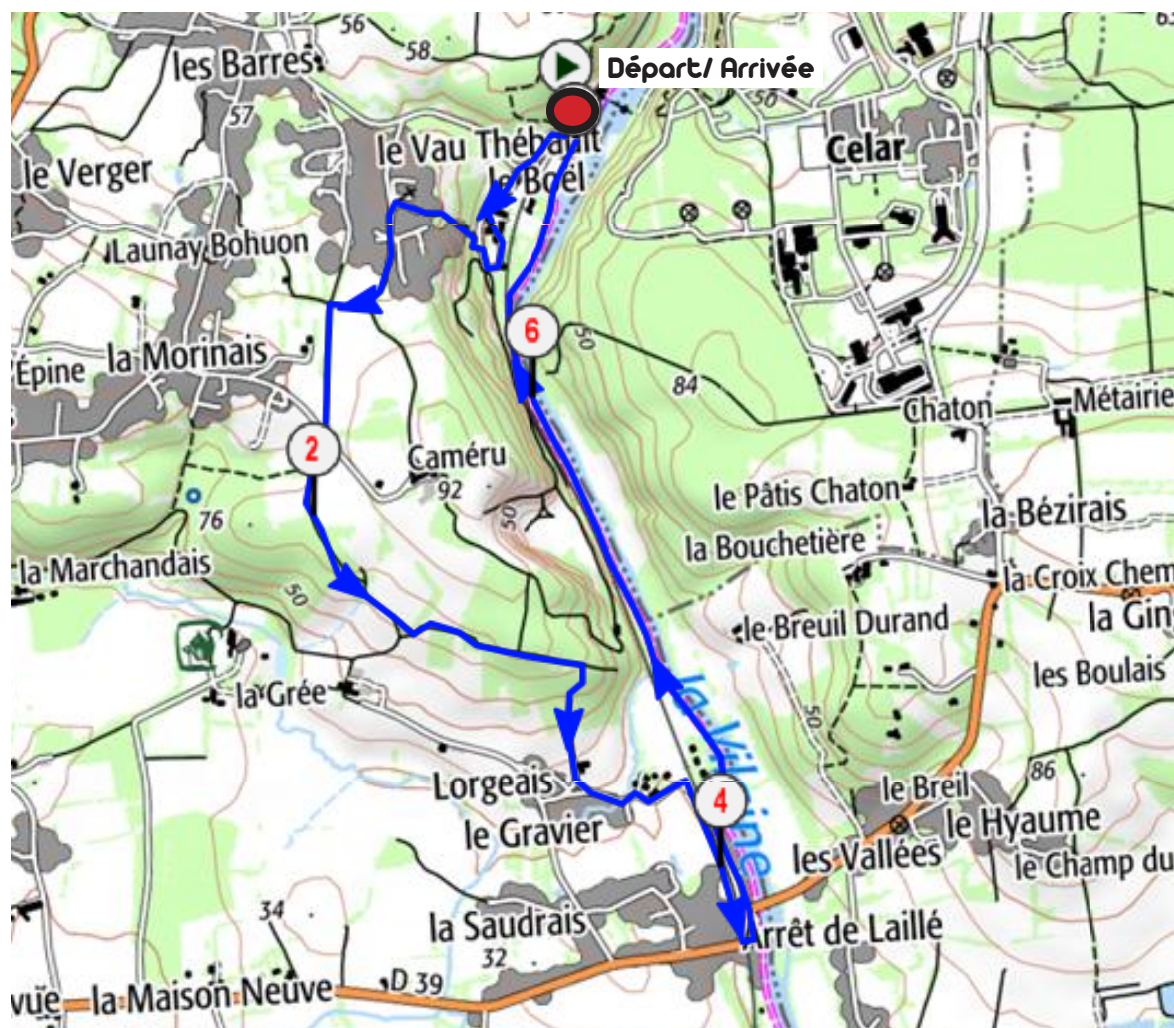 56
58
les Barres
Départ/ Arrivée
50
57
le Vau Thébault
Celar
le Verger
le Boël
Launay Bohuon
6
la Morinais
50
Épine
84
Chaton
Métairie
2
Caméru
92
le Pâtis Chaton
76
50
la Bézirais
la Bouchetière
la Marchandais
50
la Croix Chem
la Gin
le Breuil Durand
les Boulais
la Grée
la Vilaine
50
86
Lorgeais
4
le Breil
le Gravier
le Hyaume
les Vallées
le Champ du
34
la Saudrais
Arrêt de Laillé
32
D 39
vue
la Maison Neuve